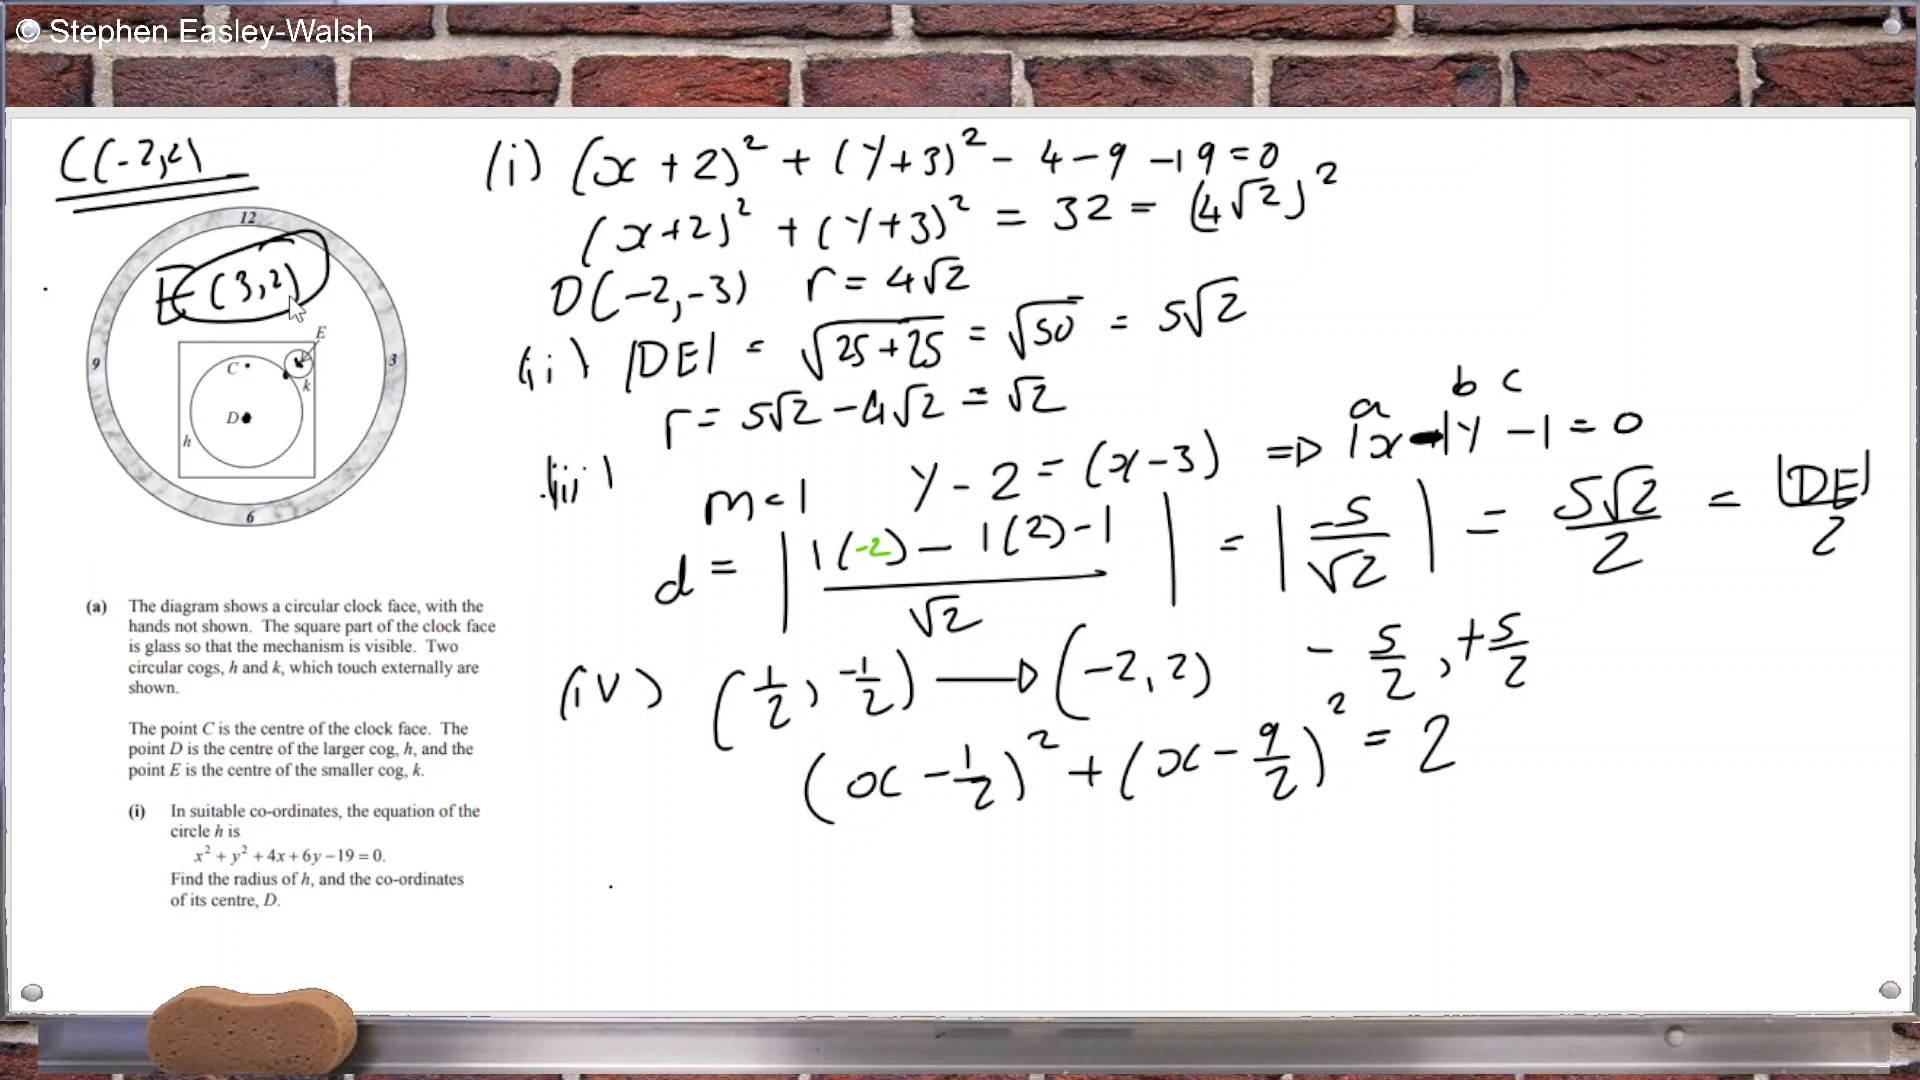 © Stephen Easley-Walsh
C(-2,2)
E(3,2)
12
9
3
6
E
C
k
D
h
(a) The diagram shows a circular clock face, with the
hands not shown. The square part of the clock face
is glass so that the mechanism is visible. Two
circular cogs, h and k, which touch externally are
shown.
The point C is the centre of the clock face. The
point D is the centre of the larger cog, h, and the
point E is the centre of the smaller cog, k.
(i) In suitable co-ordinates, the equation of the
circle h is
x² + y² + 4x + 6y − 19 = 0.
Find the radius of h, and the co-ordinates
of its centre, D.
(i) (x + 2)² + (y + 3)² - 4 - 9 - 19 = 0
(x+2)² + (y+3)² = 32 = (4√2)²
D(-2,-3) r = 4√2
(ii) |DE| = √25+25 = √50 = 5√2
r = 5√2 - 4√2 = √2
a b c
(iii) m=1 y - 2 = (x - 3) => 1x - 1y - 1 = 0
d = | 1(-2) - 1(2) - 1 / √2 | = | -5/√2 | = 5√2/2 = |DE|/2
(iv) (1/2, -1/2) → (-2, 2) - 5/2, + 5/2
(x - 1/2)² + (x - 9/2)² = 2